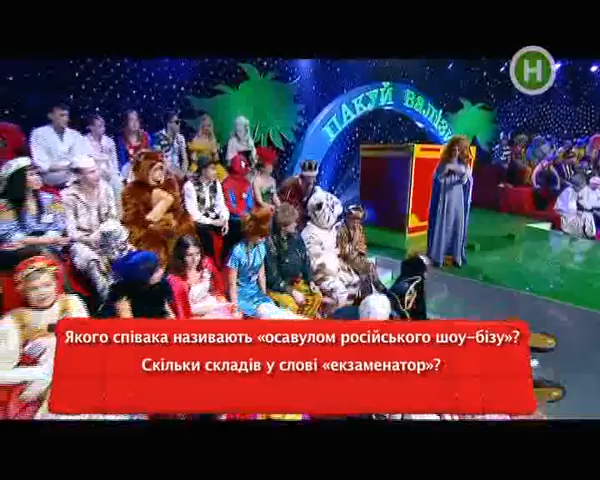 Н
ПАКУЙ ВАЛІЗИ
Якого співака називають «осавулом російського шоу-бізу»?
Скільки складів у слові «екзаменатор»?